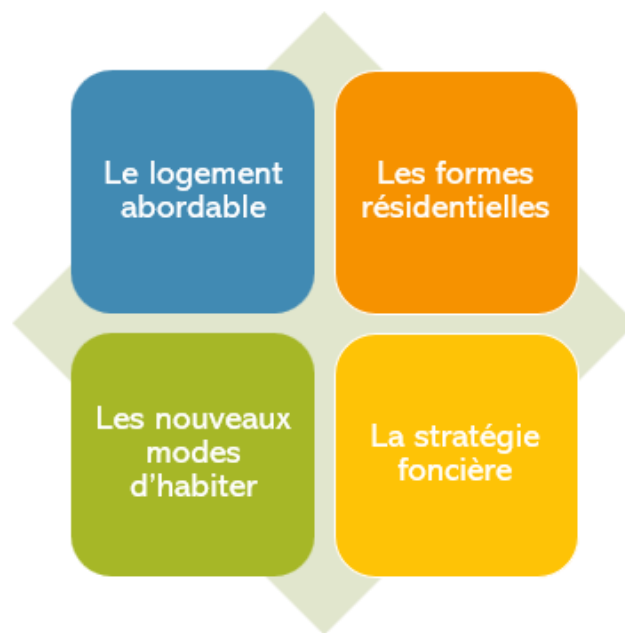 Le logement
abordable
Les formes
résidentielles
Les nouveaux
modes
d'habiter
La stratégie
foncière